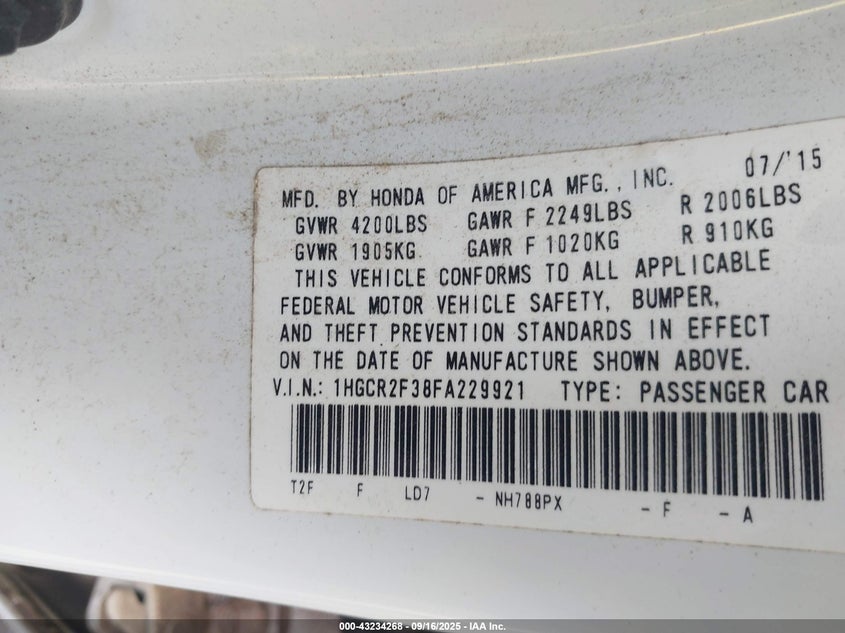 07/'15
MFD. BY HONDA OF AMERICA MFG., INC.
GVWR 4200LBS GAWR F 2249LBS R 2006LBS
GVWR 1905KG GAWR F 1020KG R 910KG
THIS VEHICLE CONFORMS TO ALL APPLICABLE
FEDERAL MOTOR VEHICLE SAFETY, BUMPER,
AND THEFT PREVENTION STANDARDS IN EFFECT
ON THE DATE OF MANUFACTURE SHOWN ABOVE.
V.I.N.: 1HGCR2F38FA229921 TYPE: PASSENGER CAR
T2F F LD7 - NH788PX - F - A
000-43234268 - 09/16/2025 - IAA Inc.